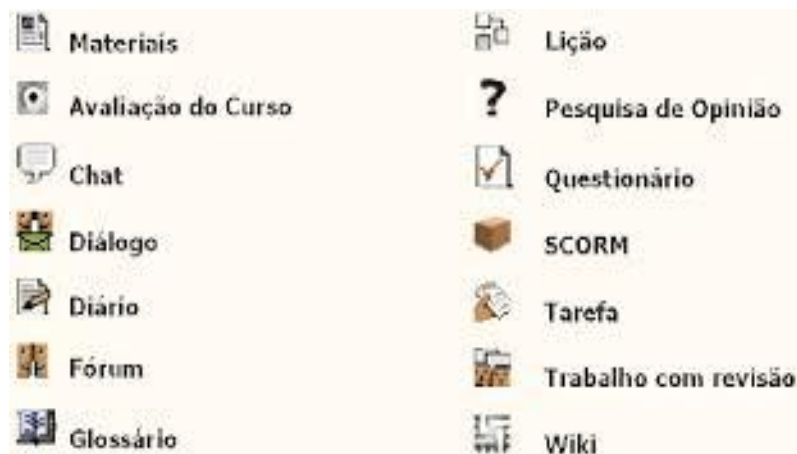 Materiais
Avaliação do Curso
Chat
Diálogo
Diário
Fórum
Glossário
Lição
?
Pesquisa de Opinião
Questionário
SCORM
Tarefa
Trabalho com revisão
Wiki